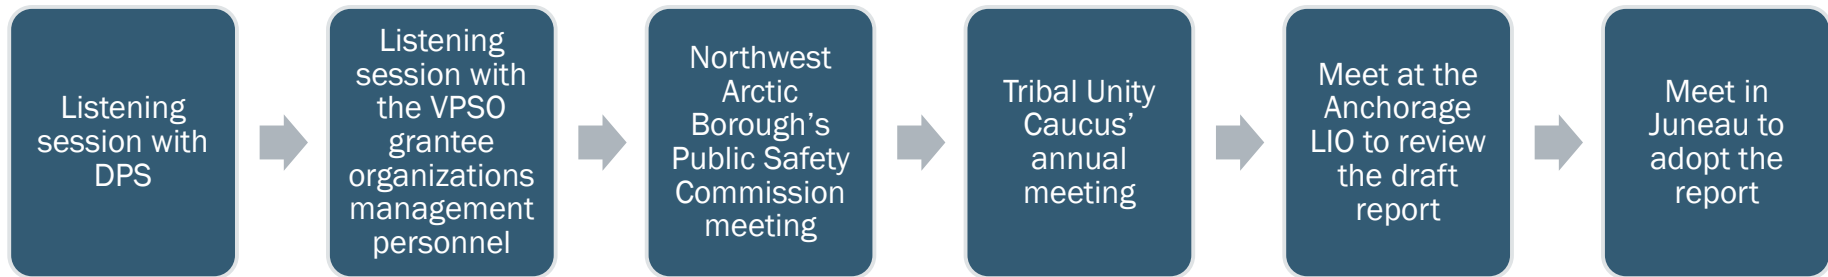 Listening
session with
DPS
Listening
session with
the VPSO
grantee
organizations
management
personnel
Northwest
Arctic
Borough’s
Public Safety
Commission
meeting
Tribal Unity
Caucus’
annual
meeting
Meet at the
Anchorage
LIO to review
the draft
report
Meet in
Juneau to
adopt the
report